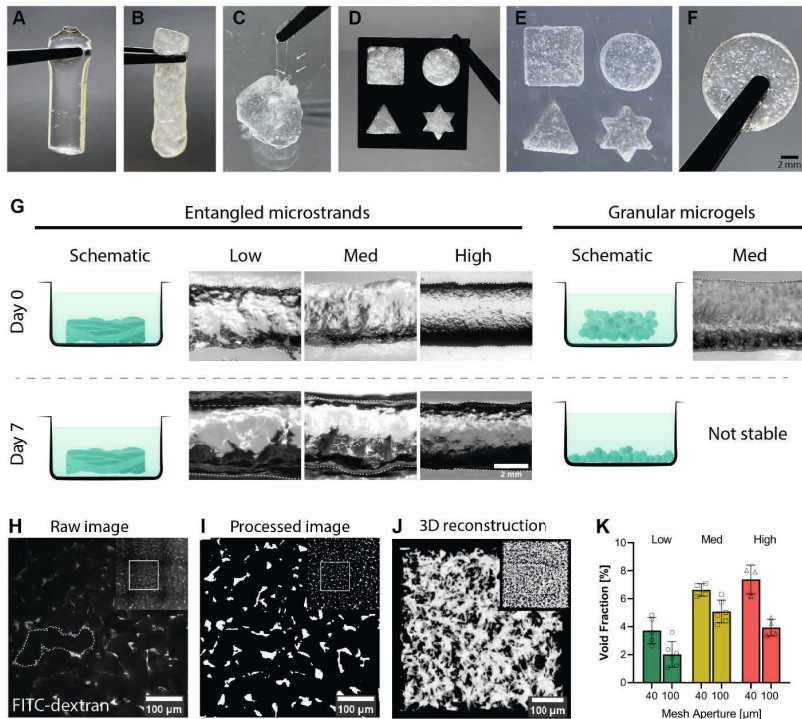 A B C D E F
2 mm
G
Entangled microstrands Granular microgels
Schematic Low Med High Schematic Med
Day 0
Day 7
Not stable
2 mm
H Raw image I Processed image J 3D reconstruction K
FITC-dextran
100 µm
100 µm
100 µm
Low Med High
Void Fraction [%]
10
8
6
4
2
0
40 100 40 100 40 100
Mesh Aperture [µm]